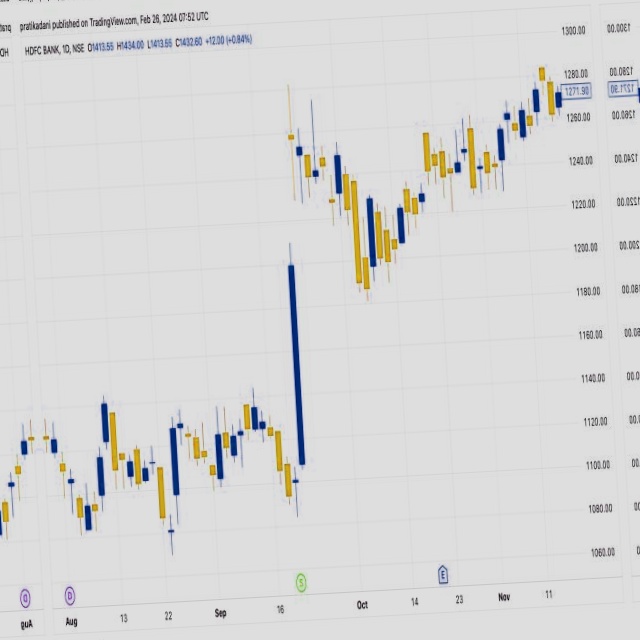 pratikadani published on TradingView.com, Feb 26, 2024 07:52 UTC
HDFC BANK, 1D, NSE O1413.55 H1434.00 L1413.55 C1432.60 +12.00 (+0.84%)
1300.00
1280.00
1271.90
1260.00
1240.00
1220.00
1200.00
1180.00
1160.00
1140.00
1120.00
1100.00
1080.00
1060.00
D
S
E
Aug 13 22 Sep 16 Oct 14 23 Nov 11